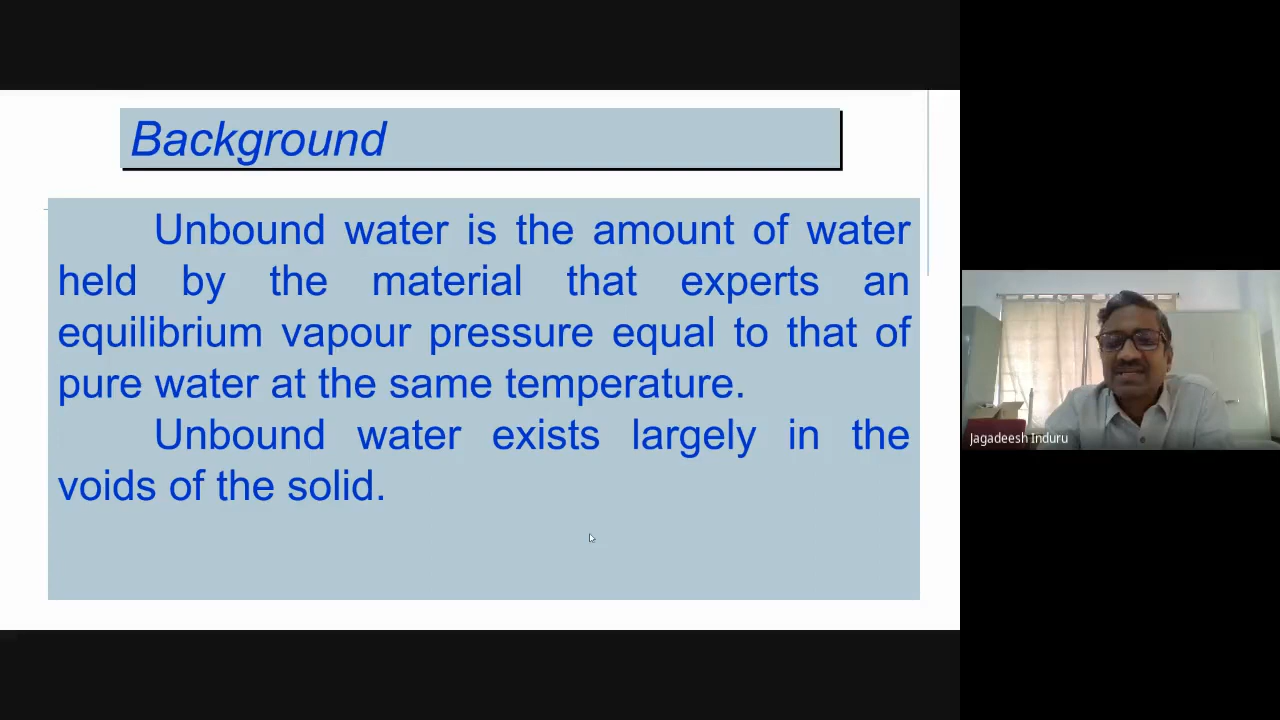 Background
Unbound water is the amount of water
held by the material that experts an
equilibrium vapour pressure equal to that of
pure water at the same temperature.
Unbound water exists largely in the
voids of the solid.
Jagadeesh Induru